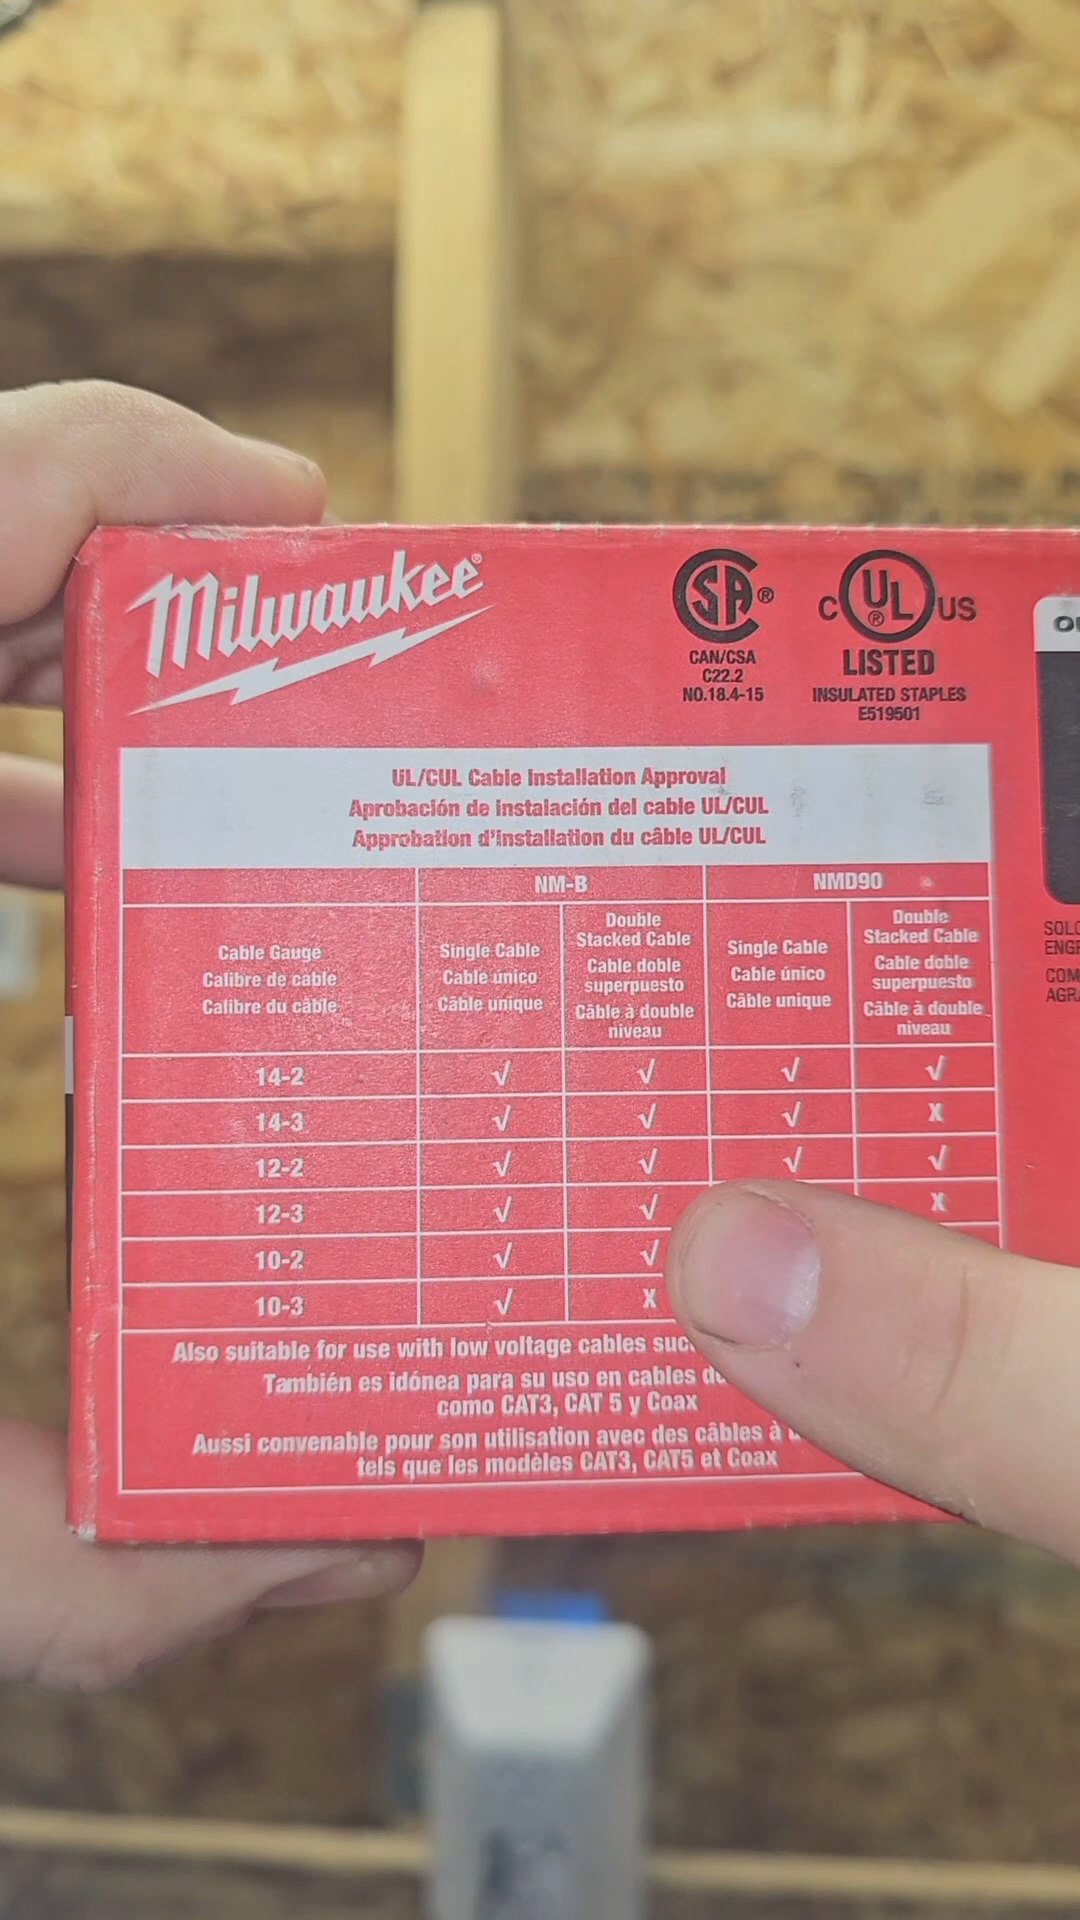 Milwaukee®
CSA®
CAN/CSA
C22.2
NO.18.4-15
C UL® US
LISTED
INSULATED STAPLES
E519501
UL/CUL Cable Installation Approval
Aprobación de instalación del cable UL/CUL
Approbation d'installation du câble UL/CUL
NM-B NMD90
Cable Gauge
Calibre de cable
Calibre du câble
Single Cable
Cable único
Câble unique
Double
Stacked Cable
Cable doble
superpuesto
Câble à double
niveau
Single Cable
Cable único
Câble unique
Double
Stacked Cable
Cable doble
superpuesto
Câble à double
niveau
14-2 √ √ √ √
14-3 √ √ √ X
12-2 √ √ √ √
12-3 √ √ X
10-2 √ √
10-3 √ X
Also suitable for use with low voltage cables
También es idónea para su uso en cables
como CAT3, CAT 5 y Coax
Aussi convenable pour son utilisation avec des câbles à
tels que les modèles CAT3, CAT5 et Coax